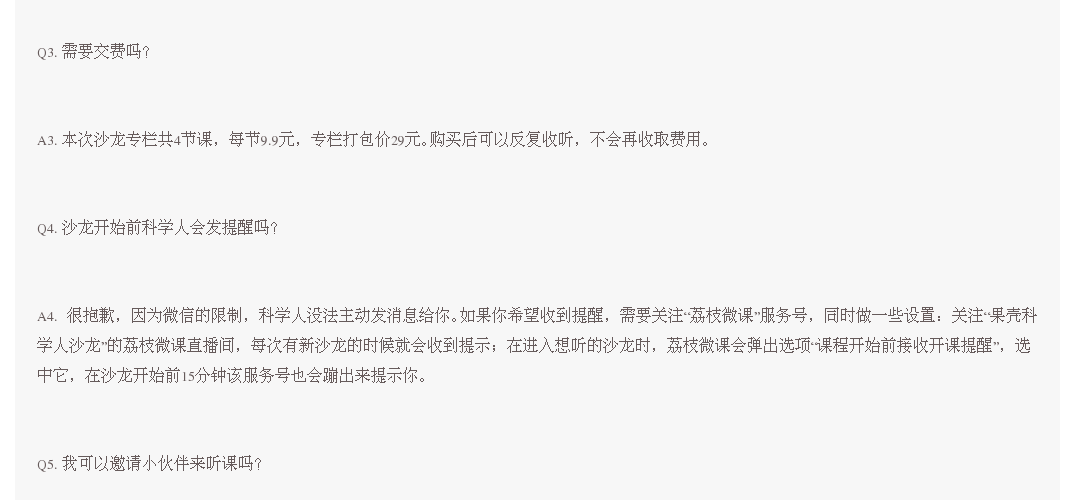 Q3. 需要交费吗？
A3. 本次沙龙专栏共4节课，每节9.9元，专栏打包价29元。购买后可以反复收听，不会再收取费用。
Q4. 沙龙开始前科学人会发提醒吗？
A4. 很抱歉，因为微信的限制，科学人没法主动发消息给你。如果你希望收到提醒，需要关注“荔枝微课”服务号，同时做一些设置：关注“果壳科
学人沙龙”的荔枝微课直播间，每次有新沙龙的时候就会收到提示；在进入想听的沙龙时，荔枝微课会弹出选项“课程开始前接收开课提醒”，选
中它，在沙龙开始前15分钟该服务号也会蹦出来提示你。
Q5. 我可以邀请小伙伴来听课吗？